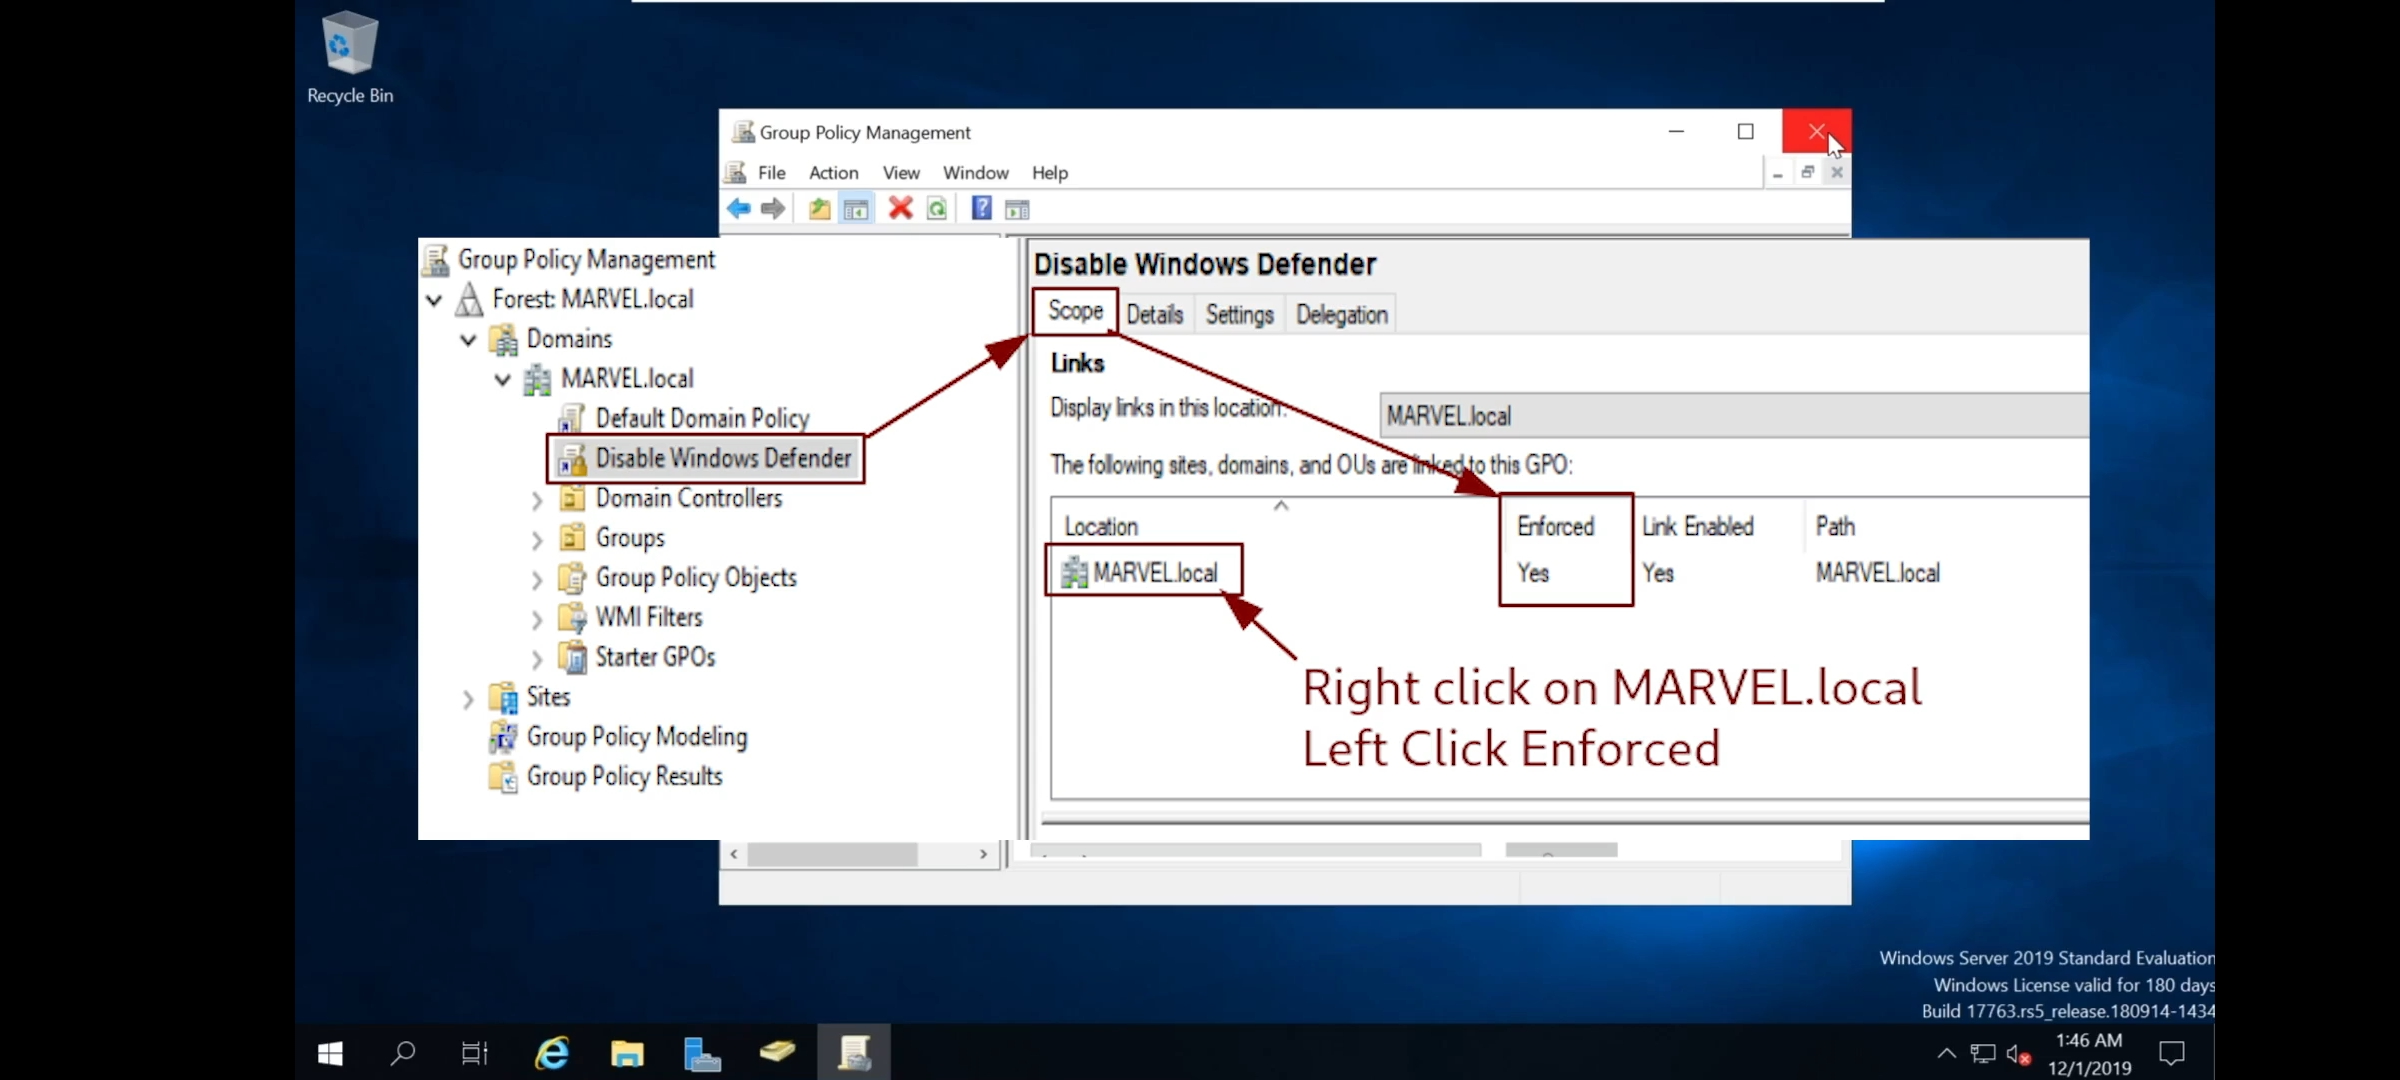 Recycle Bin
Group Policy Management
File Action View Window Help
Group Policy Management
Forest: MARVEL.local
Domains
MARVEL.local
Default Domain Policy
Disable Windows Defender
Domain Controllers
Groups
Group Policy Objects
WMI Filters
Starter GPOs
Sites
Group Policy Modeling
Group Policy Results
Disable Windows Defender
Scope Details Settings Delegation
Links
Display links in this location: MARVEL.local
The following sites, domains, and OUs are linked to this GPO:
Location Enforced Link Enabled Path
MARVEL.local Yes Yes MARVEL.local
Right click on MARVEL.local
Left Click Enforced
Windows Server 2019 Standard Evaluation
Windows License valid for 180 days
Build 17763.rs5_release.180914-1434
1:46 AM
12/1/2019